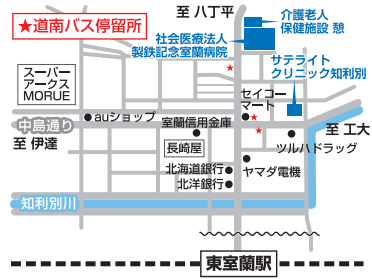 ★道南バス停留所
至 八丁平
介護老人
保健施設 憩
社会医療法人
製鉄記念室蘭病院
サテライト
クリニック知利別
スーパー
アークス
MORUE
セイコー
マート
auショップ
室蘭信用金庫
中島通り
至 工大
至 伊達
長崎屋
ツルハドラッグ
北海道銀行
ヤマダ電機
北洋銀行
知利別川
東室蘭駅